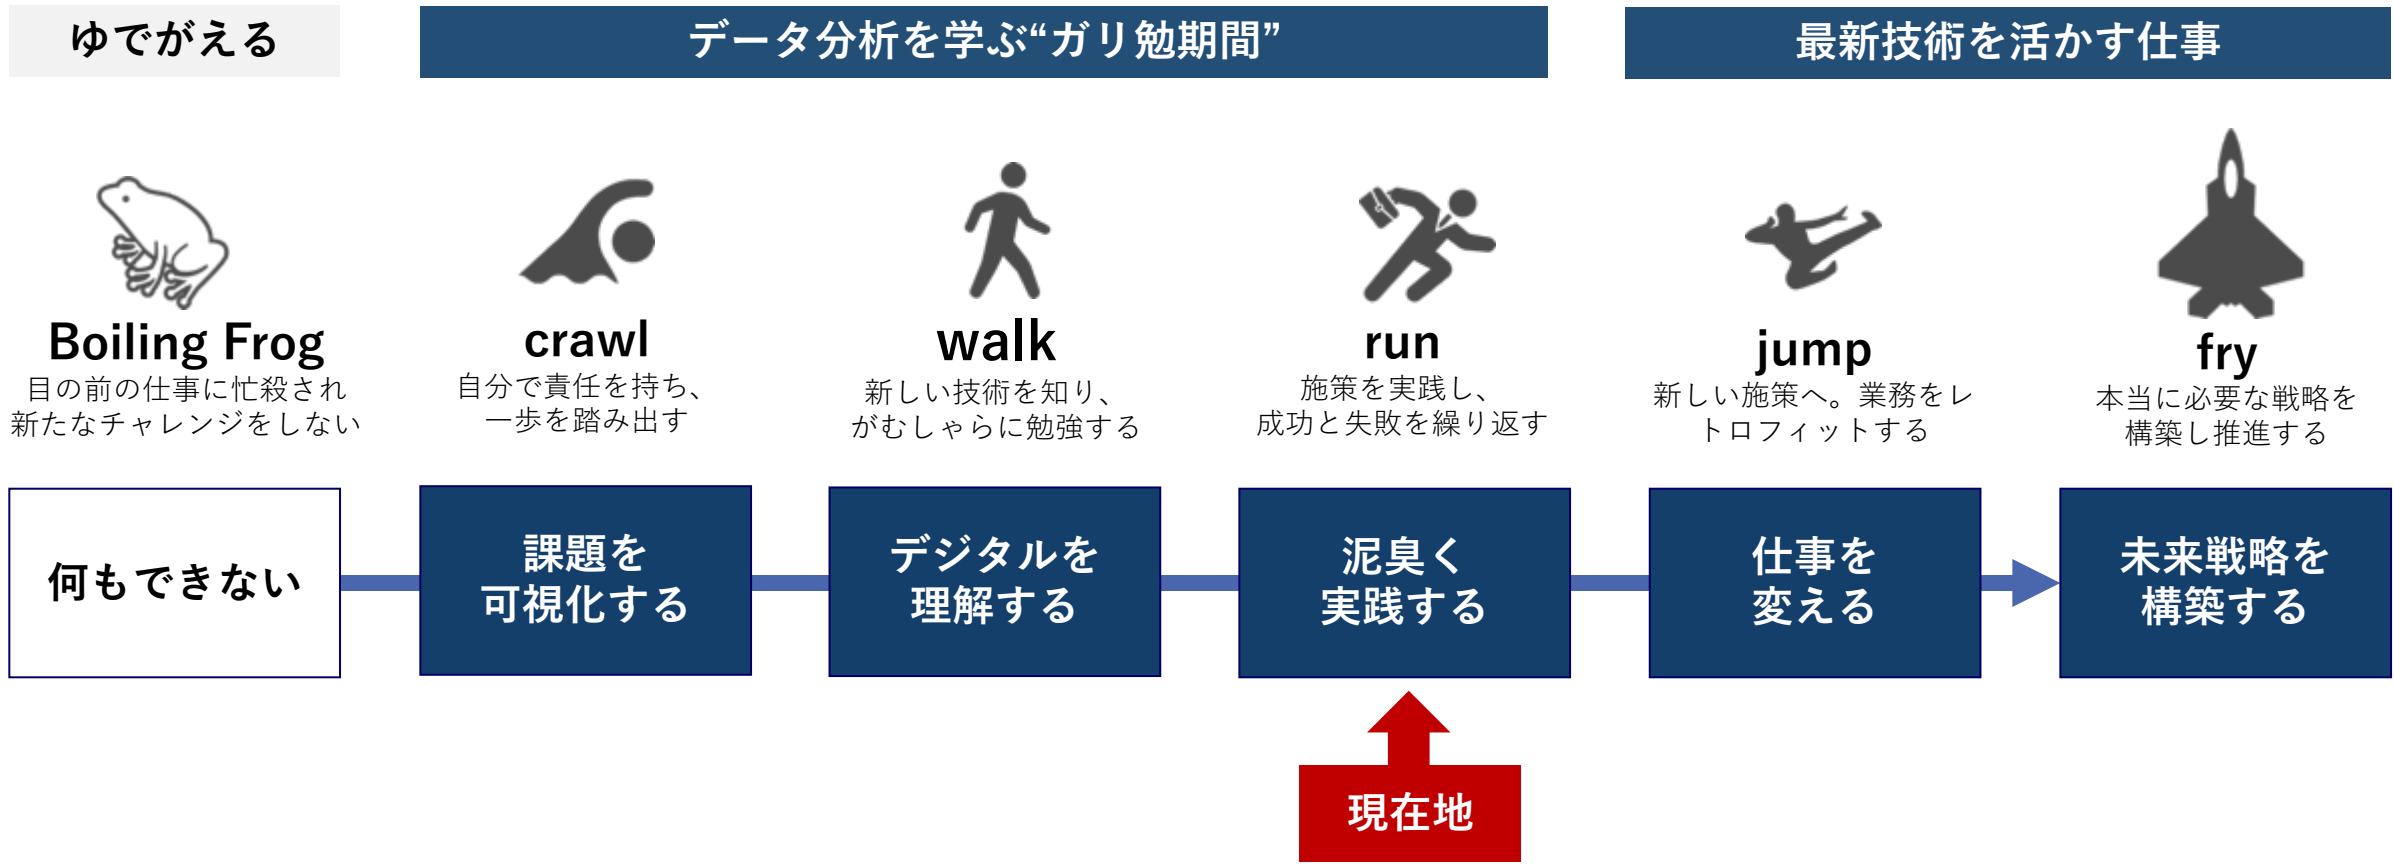 ゆでがえる
データ分析を学ぶ“ガリ勉期間”
最新技術を活かす仕事
Boiling Frog
目の前の仕事に忙殺され
新たなチャレンジをしない
crawl
自分で責任を持ち、
一歩を踏み出す
walk
新しい技術を知り、
がむしゃらに勉強する
run
施策を実践し、
成功と失敗を繰り返す
jump
新しい施策へ。業務をレ
トロフィットする
fry
本当に必要な戦略を
構築し推進する
何もできない
課題を
可視化する
デジタルを
理解する
泥臭く
実践する
仕事を
変える
未来戦略を
構築する
現在地